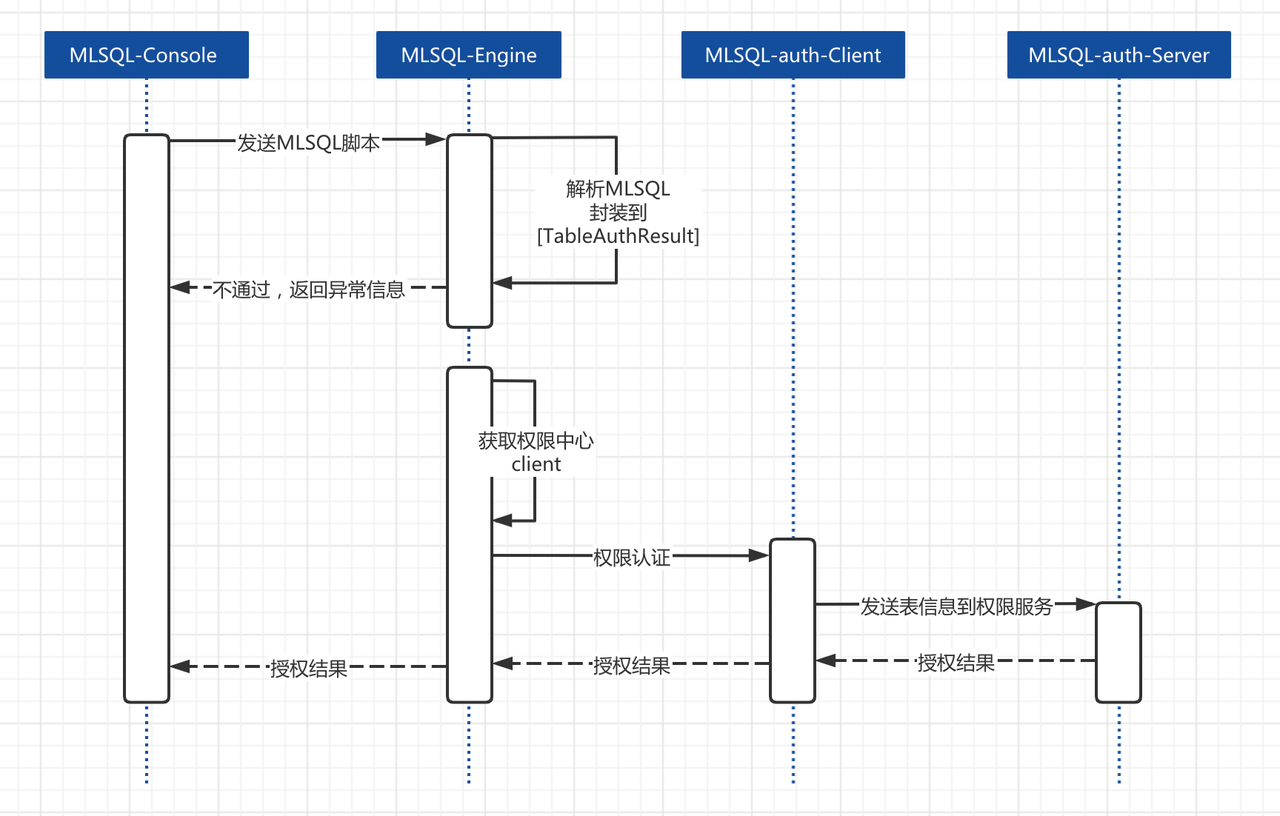 MLSQL-Console
MLSQL-Engine
MLSQL-auth-Client
MLSQL-auth-Server
发送MLSQL脚本
解析MLSQL
封装到
[TableAuthResult]
不通过，返回异常信息
获取权限中心
client
权限认证
发送表信息到权限服务
授权结果
授权结果
授权结果